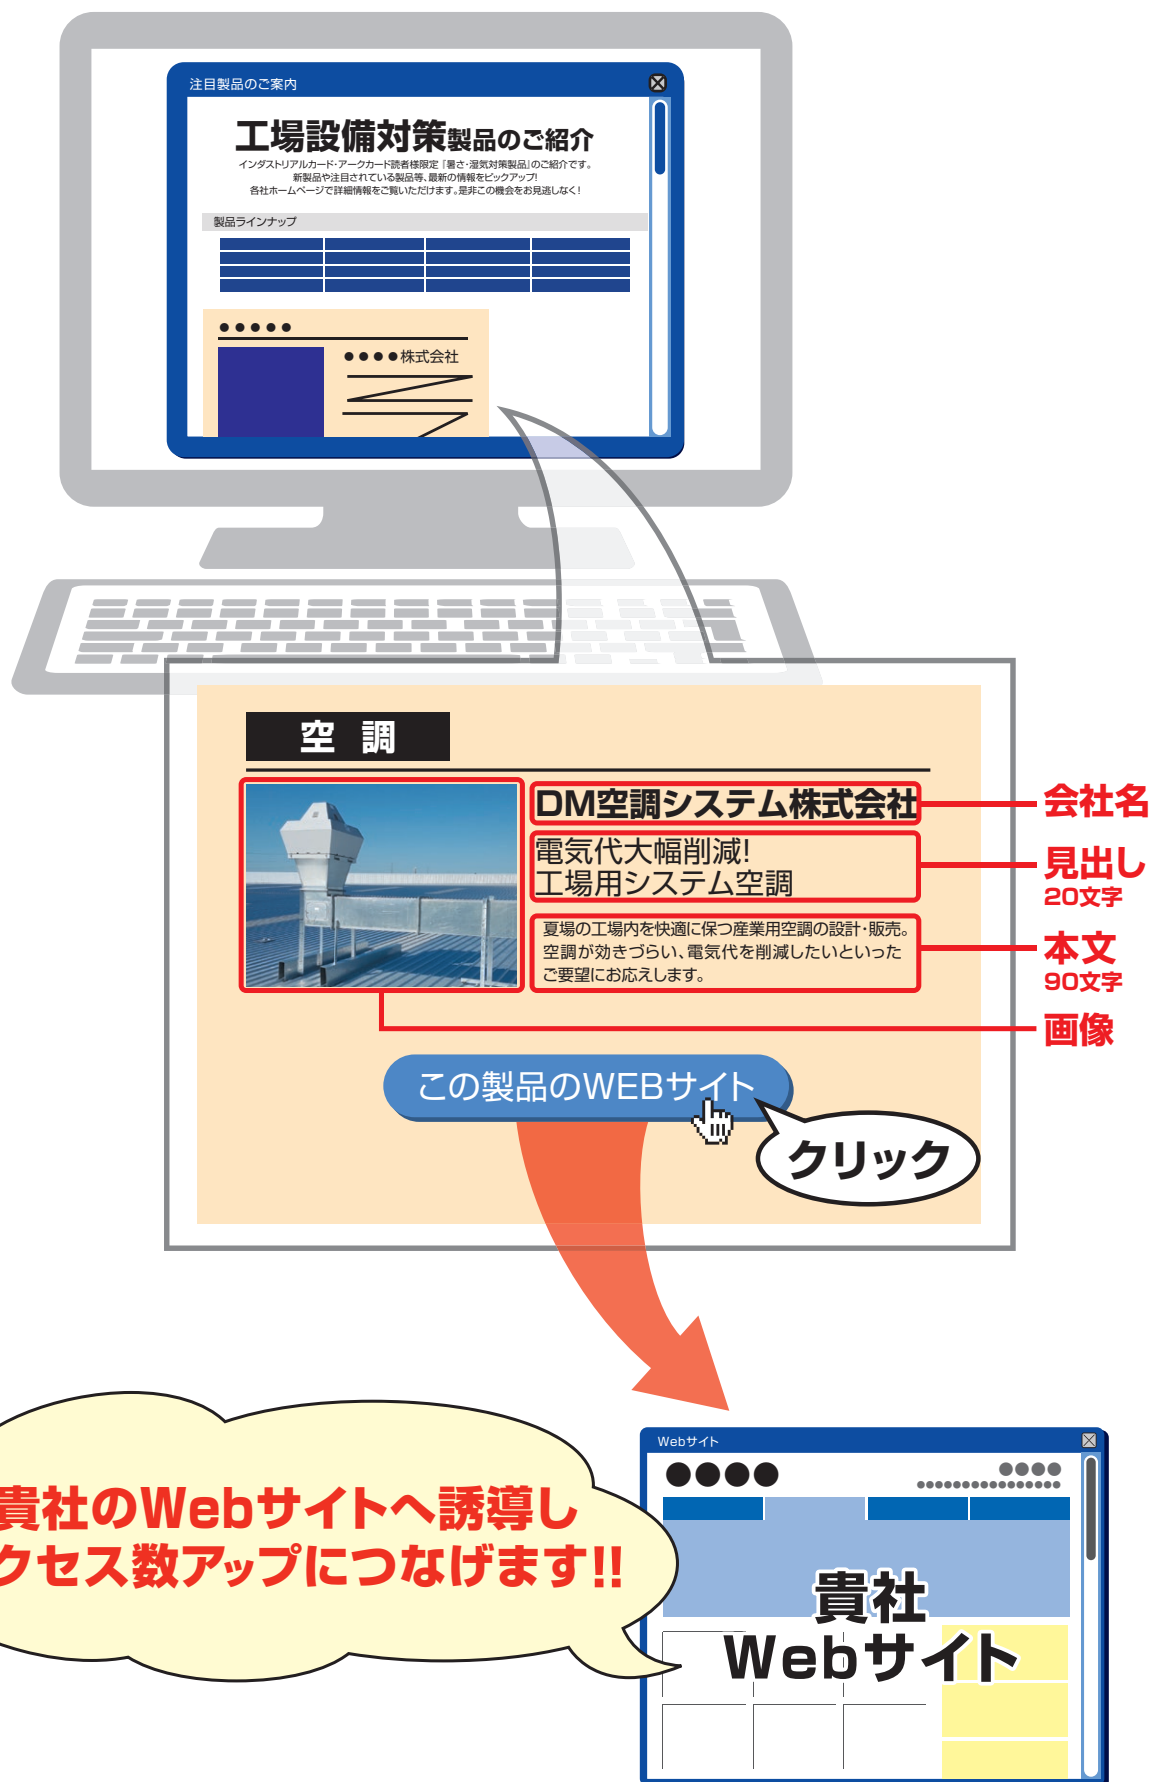 注目製品のご案内
工場設備対策製品のご紹介
インダストリアルカード・アークカード読者様限定『暑さ・湿気対策製品』のご紹介です。
新製品や注目されている製品等、最新の情報をピックアップ!
各社ホームページで詳細情報をご覧いただけます。是非この機会をお見逃しなく!
製品ラインナップ
●●●●●
●●●●株式会社
空 調
DM空調システム株式会社
会社名
電気代大幅削減!
工場用システム空調
見出し
20文字
夏場の工場内を快適に保つ産業用空調の設計・販売。
空調が効きづらい、電気代を削減したいといった
ご要望にお応えします。
本文
90文字
画像
この製品のWEBサイト
クリック
貴社のWebサイトへ誘導し
クセス数アップにつなげます!!
Webサイト
貴社
Webサイト